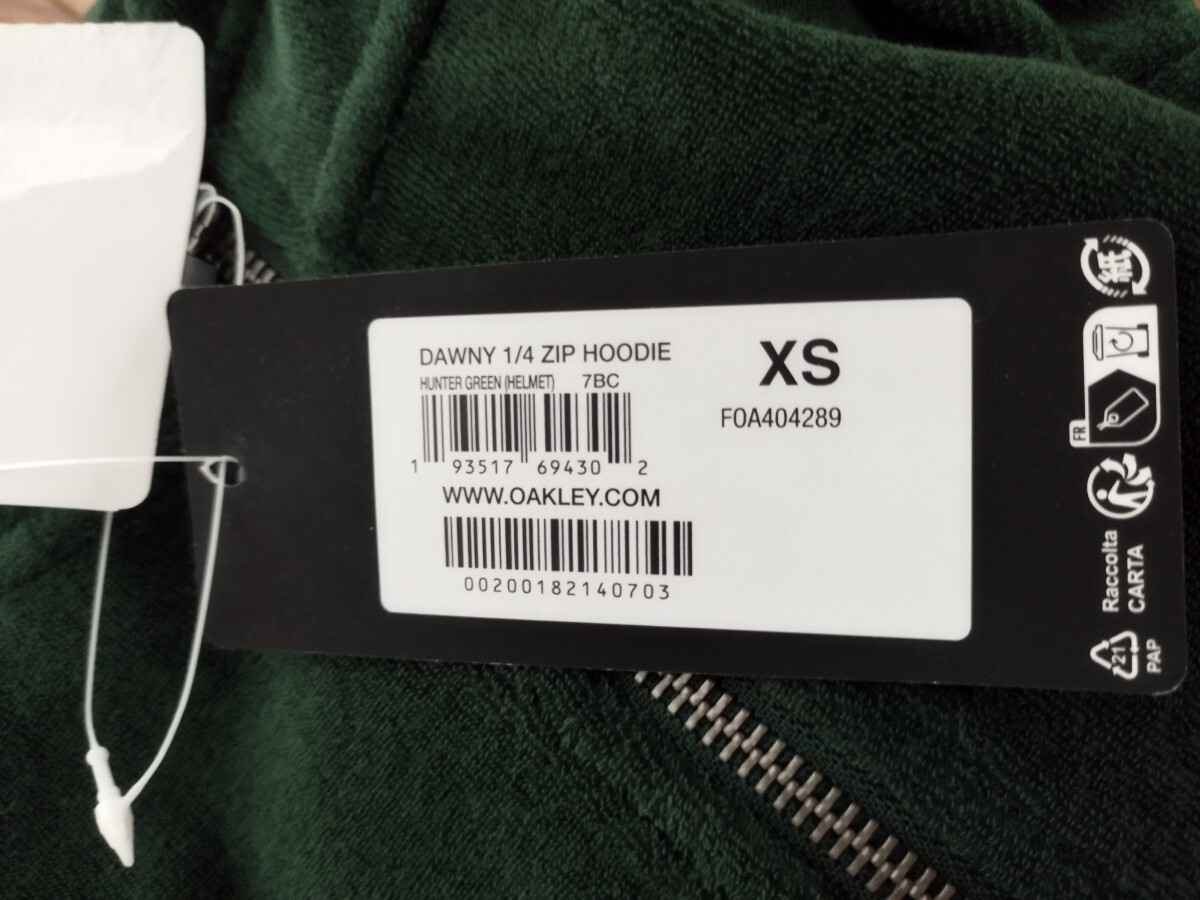 DAWNY 1/4 ZIP HOODIE
HUNTER GREEN (HELMET) 7BC
XS
FOA404289
1 93517 69430 2
WWW.OAKLEY.COM
00200182140703
紙
FR
Raccolta
CARTA
21
PAP